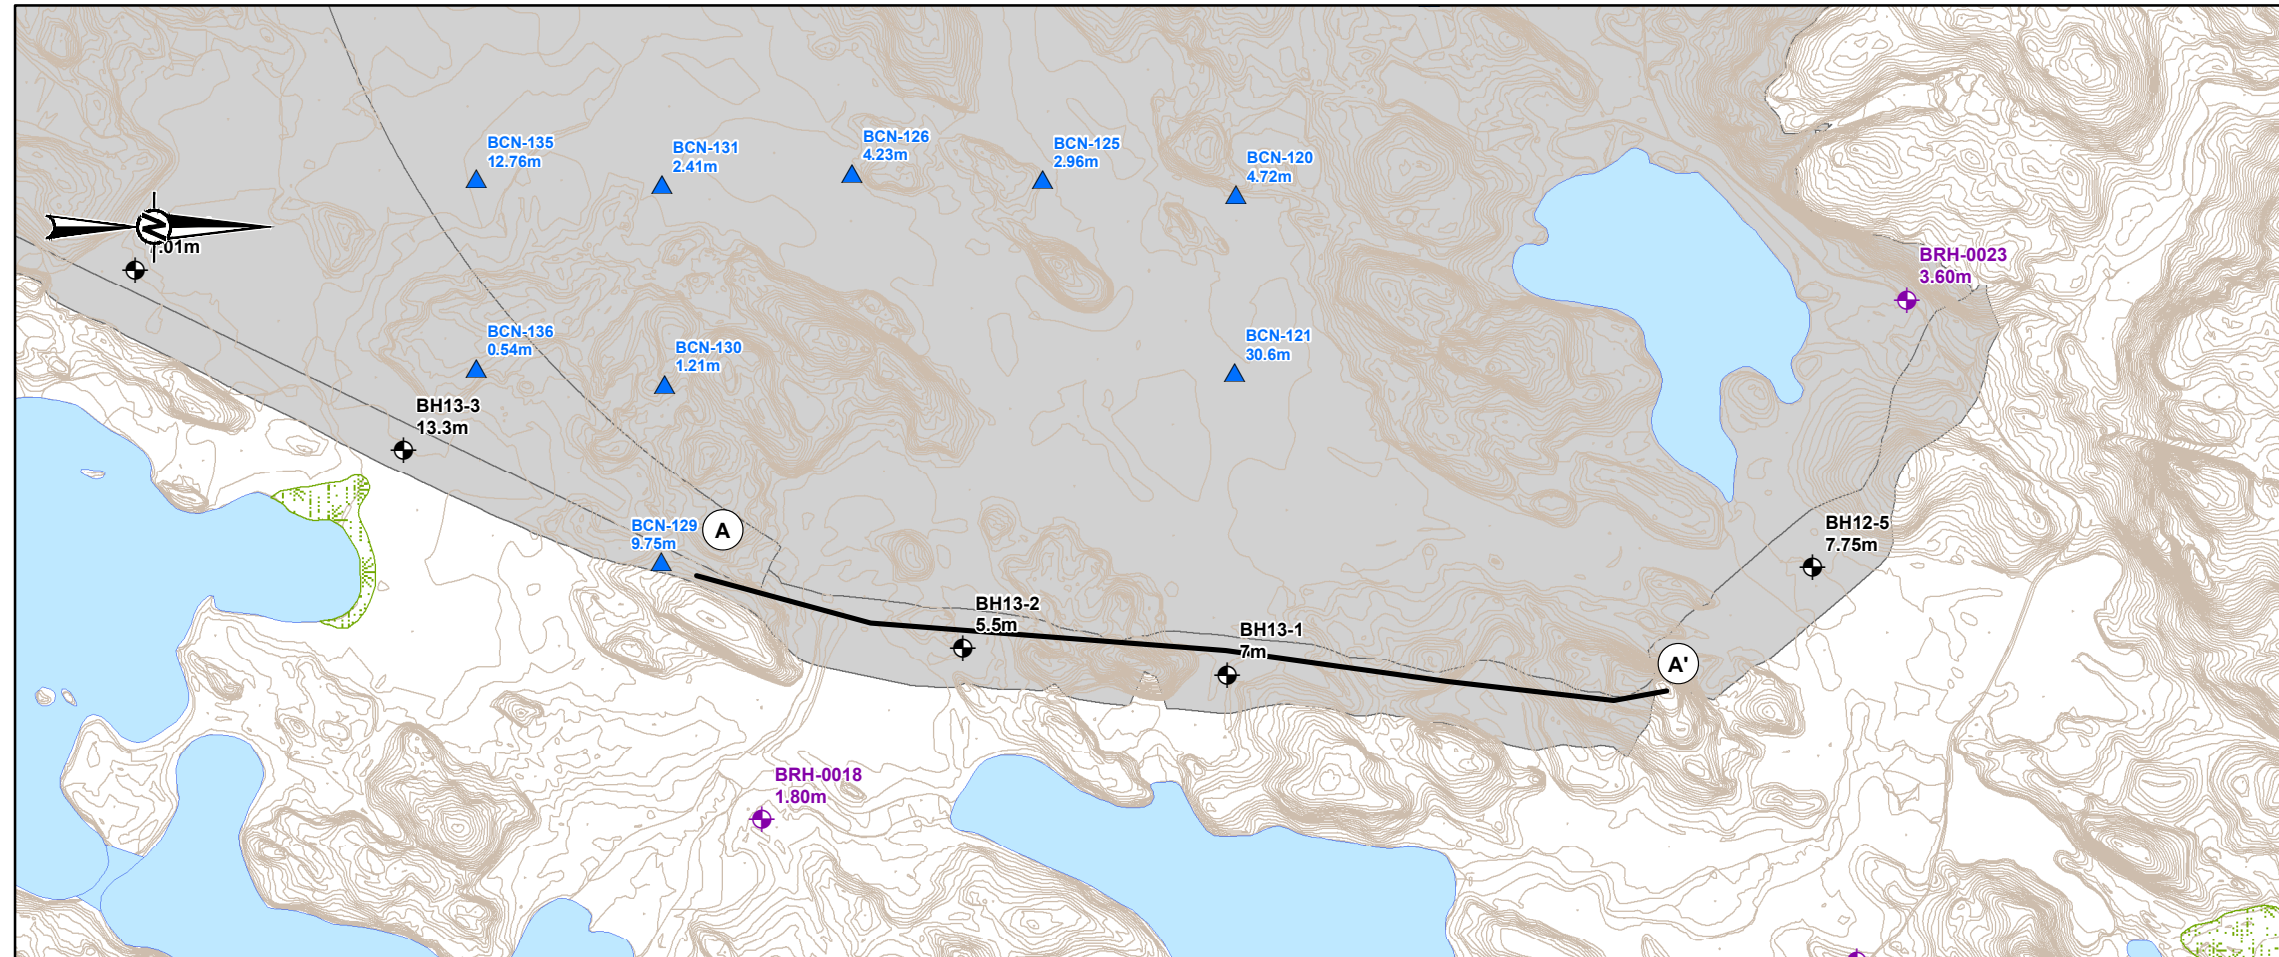 BCN-135
12.76m
BCN-131
2.41m
BCN-126
4.23m
BCN-125
2.96m
BCN-120
4.72m
N
.01m
BRH-0023
3.60m
BCN-136
0.54m
BCN-130
1.21m
BCN-121
30.6m
BH13-3
13.3m
BCN-129
9.75m
A
BH12-5
7.75m
BH13-2
5.5m
BH13-1
7m
A'
BRH-0018
1.80m